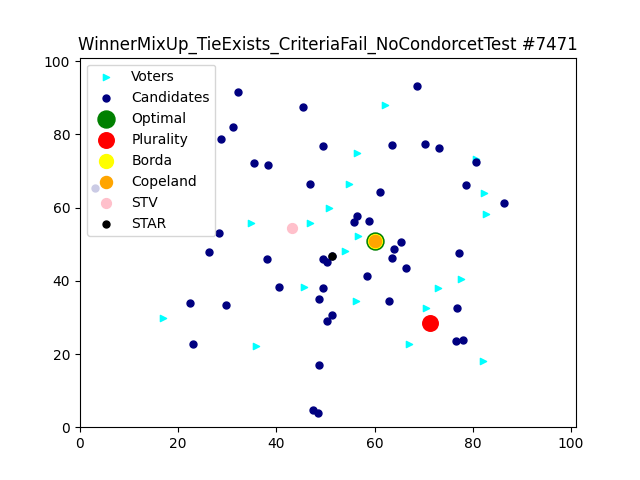 WinnerMixUp_TieExists_CriteriaFail_NoCondorcetTest #7471
100
80
60
40
20
0
Voters
Candidates
Optimal
Plurality
Borda
Copeland
STV
STAR
0 20 40 60 80 100